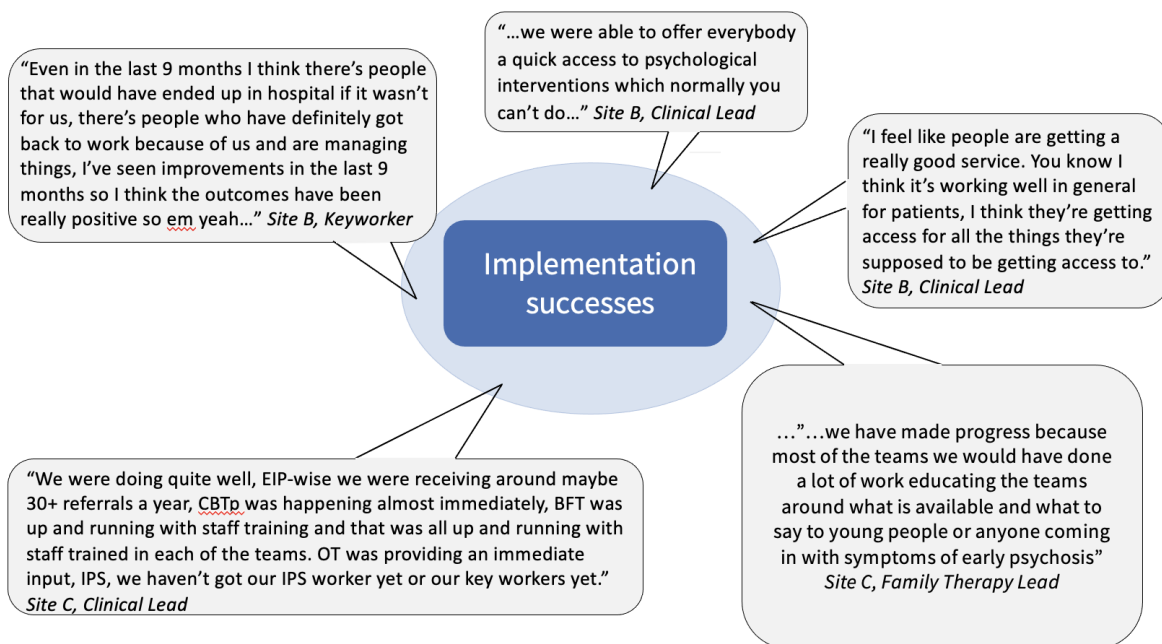 “…we were able to offer everybody
a quick access to psychological
interventions which normally you
can’t do…” Site B, Clinical Lead
“Even in the last 9 months I think there’s people
that would have ended up in hospital if it wasn’t
for us, there’s people who have definitely got
back to work because of us and are managing
things, I’ve seen improvements in the last 9
months so I think the outcomes have been
really positive so em yeah…” Site B, Keyworker
“I feel like people are getting a
really good service. You know I
think it’s working well in general
for patients, I think they’re getting
access for all the things they’re
supposed to be getting access to.”
Site B, Clinical Lead
Implementation
successes
“We were doing quite well, EIP-wise we were receiving around maybe
30+ referrals a year, CBTp was happening almost immediately, BFT was
up and running with staff training and that was all up and running with
staff trained in each of the teams. OT was providing an immediate
input, IPS, we haven’t got our IPS worker yet or our key workers yet.”
Site C, Clinical Lead
…”…we have made progress because
most of the teams we would have done
a lot of work educating the teams
around what is available and what to
say to young people or anyone coming
in with symptoms of early psychosis”
Site C, Family Therapy Lead